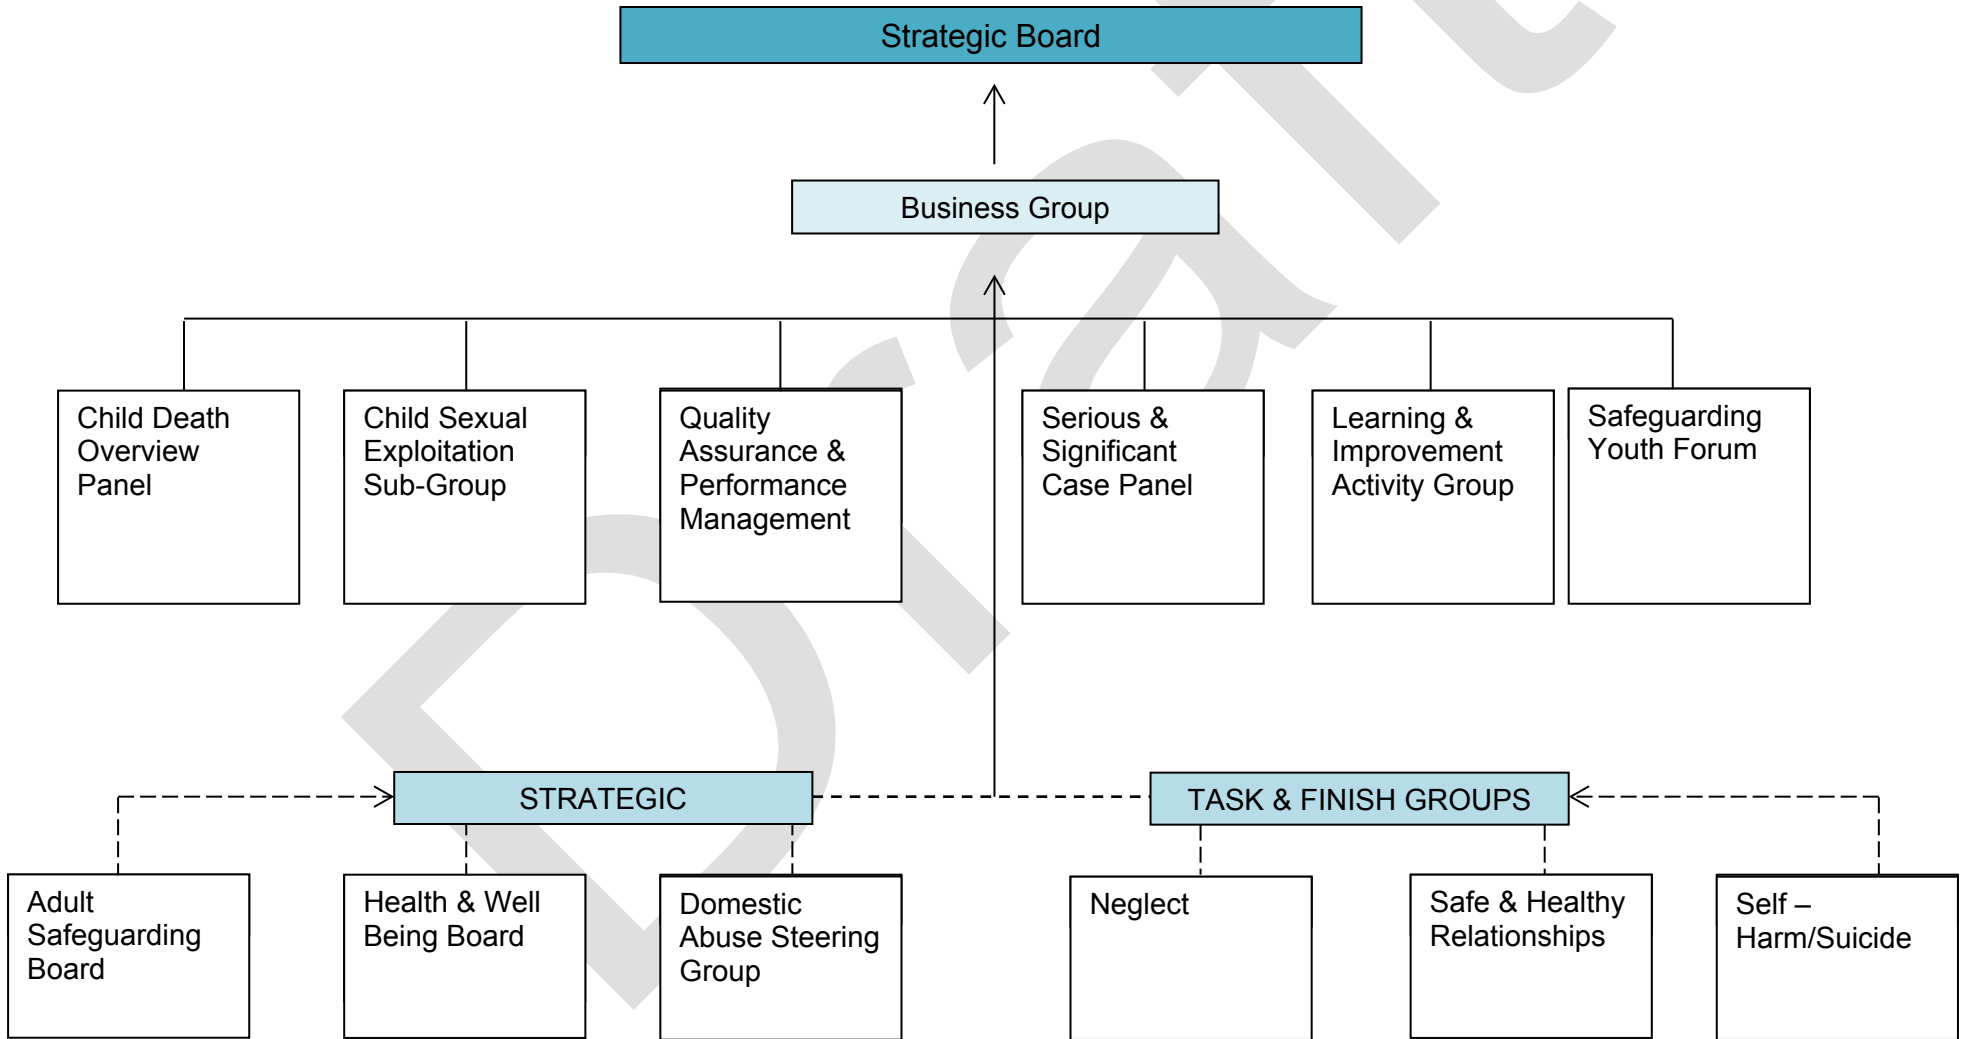 Strategic Board
Business Group
Child Death
Overview
Panel
Child Sexual
Exploitation
Sub-Group
Quality
Assurance &
Performance
Management
Serious &
Significant
Case Panel
Learning &
Improvement
Activity Group
Safeguarding
Youth Forum
STRATEGIC
TASK & FINISH GROUPS
Adult
Safeguarding
Board
Health & Well
Being Board
Domestic
Abuse Steering
Group
Neglect
Safe & Healthy
Relationships
Self –
Harm/Suicide
Draft